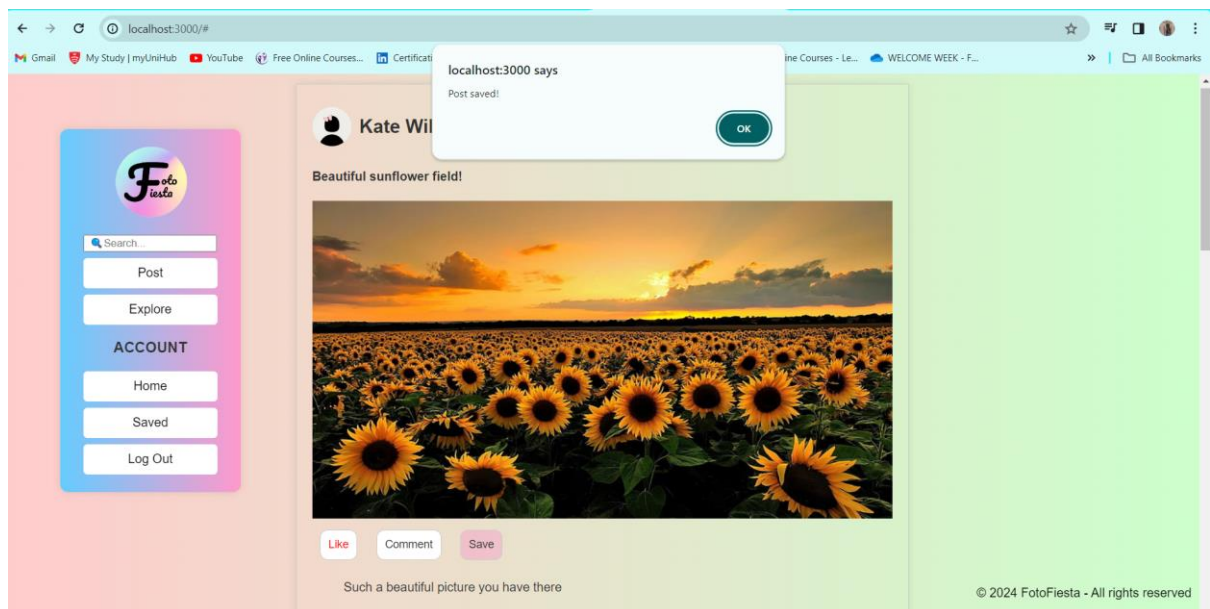 localhost:3000/#
Gmail My Study | myUniHub YouTube Free Online Courses... Certificati ine Courses - Le... WELCOME WEEK - F... » All Bookmarks
localhost:3000 says
Post saved!
OK
Kate Wil
Beautiful sunflower field!
Foto
Fiesta
Search...
Post
Explore
ACCOUNT
Home
Saved
Log Out
Like Comment Save
Such a beautiful picture you have there
© 2024 FotoFiesta - All rights reserved